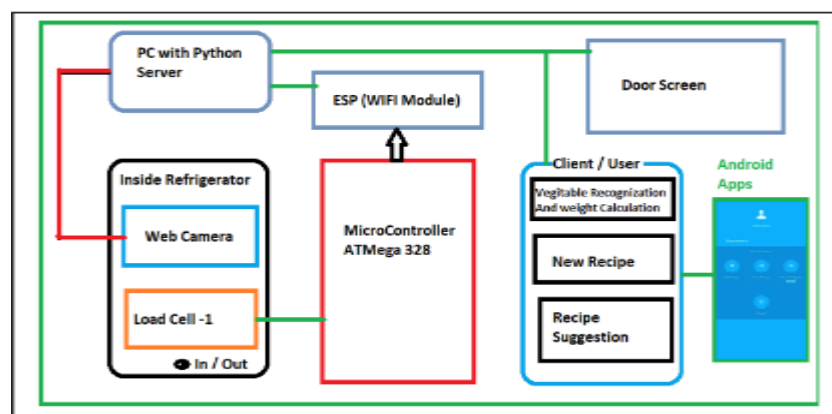 PC with Python
Server
ESP (WIFI Module)
Door Screen
Inside Refrigerator
Web Camera
Load Cell -1
In / Out
MicroController
ATMega 328
Client / User
Vegitable Recognization
And weight Calculation
New Recipe
Recipe
Suggestion
Android
Apps